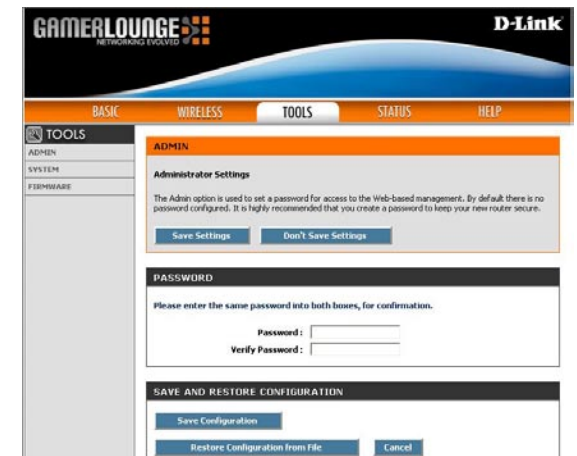 GAMERLOUNGE
NETWORKING EVOLVED
D-Link
BASIC WIRELESS TOOLS STATUS HELP
TOOLS
ADMIN
SYSTEM
FIRMWARE
ADMIN
Administrator Settings
The Admin option is used to set a password for access to the Web-based management. By default there is no
password configured. It is highly recommended that you create a password to keep your new router secure.
Save Settings Don't Save Settings
PASSWORD
Please enter the same password into both boxes, for confirmation.
Password :
Verify Password :
SAVE AND RESTORE CONFIGURATION
Save Configuration
Restore Configuration from File Cancel